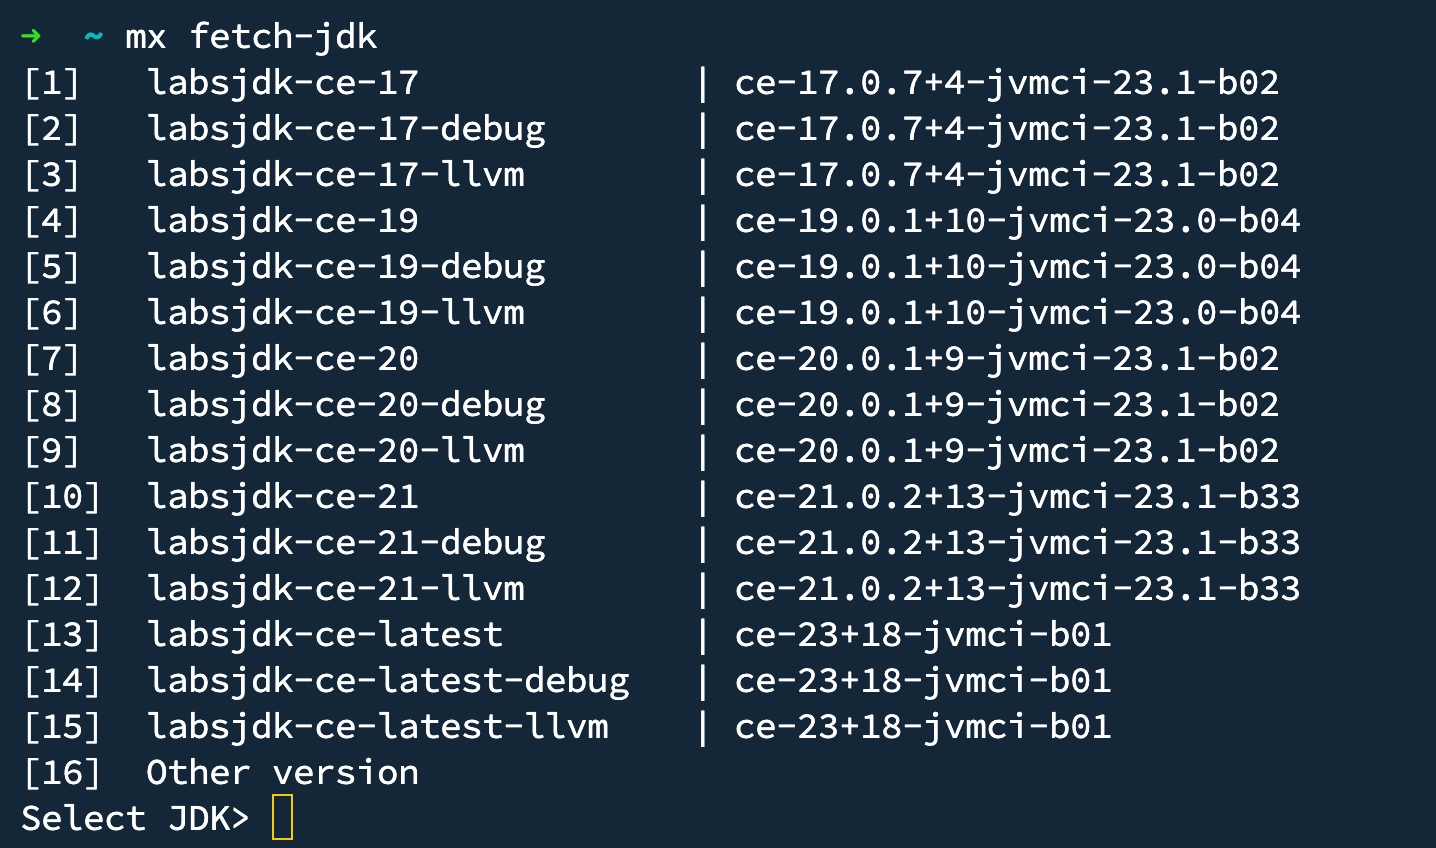 ➜  ~ mx fetch-jdk
[1]   labsjdk-ce-17             | ce-17.0.7+4-jvmci-23.1-b02
[2]   labsjdk-ce-17-debug       | ce-17.0.7+4-jvmci-23.1-b02
[3]   labsjdk-ce-17-llvm        | ce-17.0.7+4-jvmci-23.1-b02
[4]   labsjdk-ce-19             | ce-19.0.1+10-jvmci-23.0-b04
[5]   labsjdk-ce-19-debug       | ce-19.0.1+10-jvmci-23.0-b04
[6]   labsjdk-ce-19-llvm        | ce-19.0.1+10-jvmci-23.0-b04
[7]   labsjdk-ce-20             | ce-20.0.1+9-jvmci-23.1-b02
[8]   labsjdk-ce-20-debug       | ce-20.0.1+9-jvmci-23.1-b02
[9]   labsjdk-ce-20-llvm        | ce-20.0.1+9-jvmci-23.1-b02
[10]  labsjdk-ce-21             | ce-21.0.2+13-jvmci-23.1-b33
[11]  labsjdk-ce-21-debug       | ce-21.0.2+13-jvmci-23.1-b33
[12]  labsjdk-ce-21-llvm        | ce-21.0.2+13-jvmci-23.1-b33
[13]  labsjdk-ce-latest         | ce-23+18-jvmci-b01
[14]  labsjdk-ce-latest-debug   | ce-23+18-jvmci-b01
[15]  labsjdk-ce-latest-llvm    | ce-23+18-jvmci-b01
[16]  Other version
Select JDK>